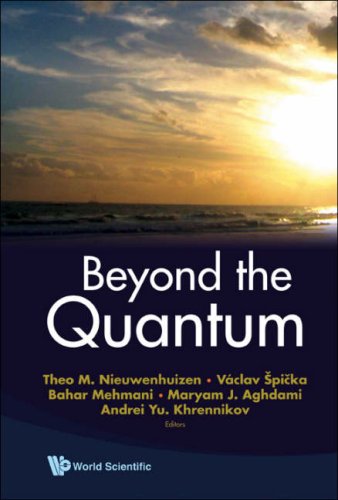 Beyond the
Quantum
Theo M. Nieuwenhuizen • Václav Špička
Bahar Mehmani • Maryam J. Aghdami
Andrei Yu. Khrennikov
Editors
World Scientific